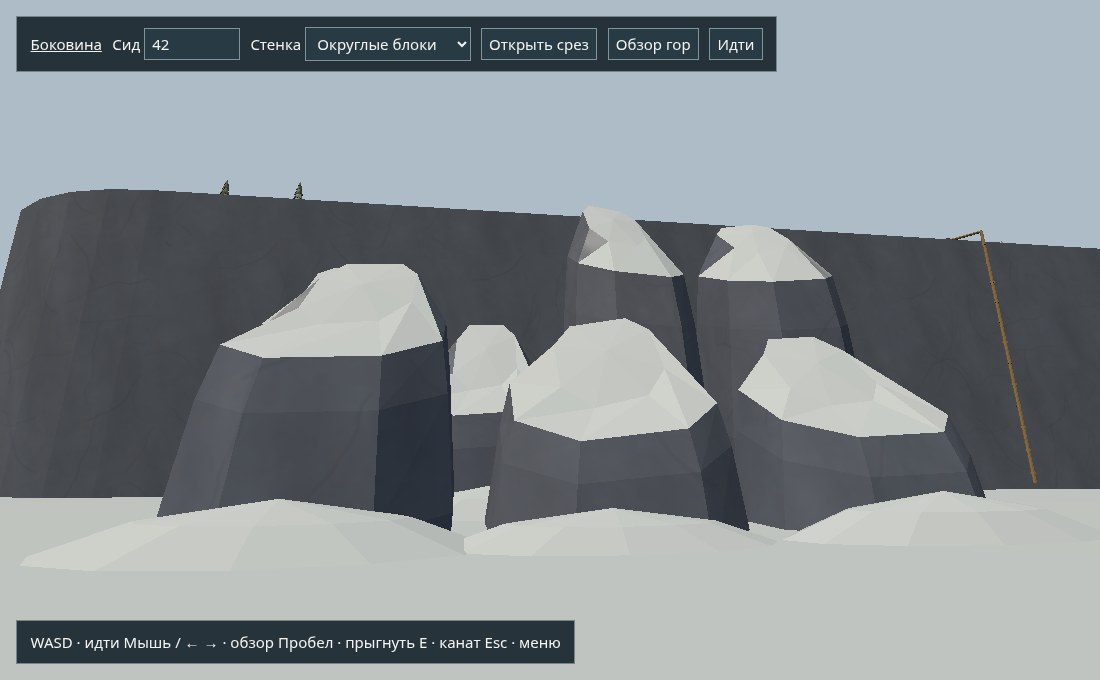 Боковина Сид 42 Стенка Округлые блоки Открыть срез Обзор гор Идти
WASD · идти Мышь / ← → · обзор Пробел · прыгнуть E · канат Esc · меню